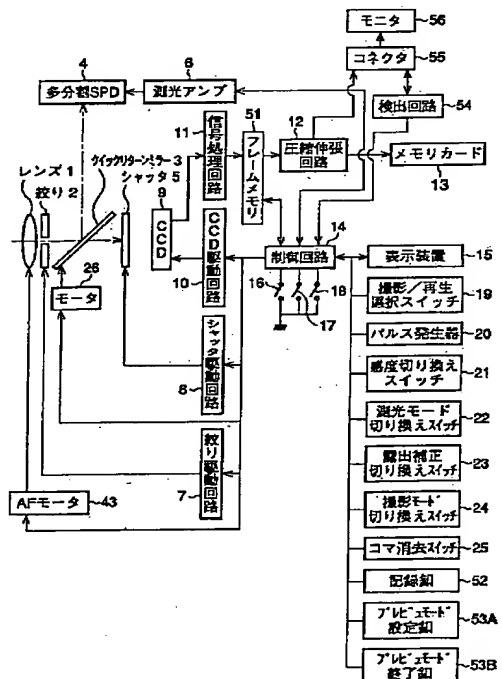 モニタ 56
コネクタ 55
4
多分割SPD
6
測光アンプ
検出回路 54
11
信号処理回路
51
フレームメモリ
12
圧縮伸張
回路
メモリカード
13
レンズ 1
絞り 2
クイックリターンミラー 3
シャッタ 5
9
CCD
CCD駆動回路
10
14
制御回路
16
17
18
26
モータ
シャッタ駆動回路
8
絞り駆動回路
7
AFモータ 43
表示装置 15
撮影/再生
選択スイッチ 19
パルス発生器 20
感度切り換え
スイッチ 21
測光モード
切り換えスイッチ 22
露出補正
切り換えスイッチ 23
撮影モード
切り換えスイッチ 24
コマ消去スイッチ 25
記録釦 52
プレビュモード
設定釦 53A
プレビュモード
終了釦 53B